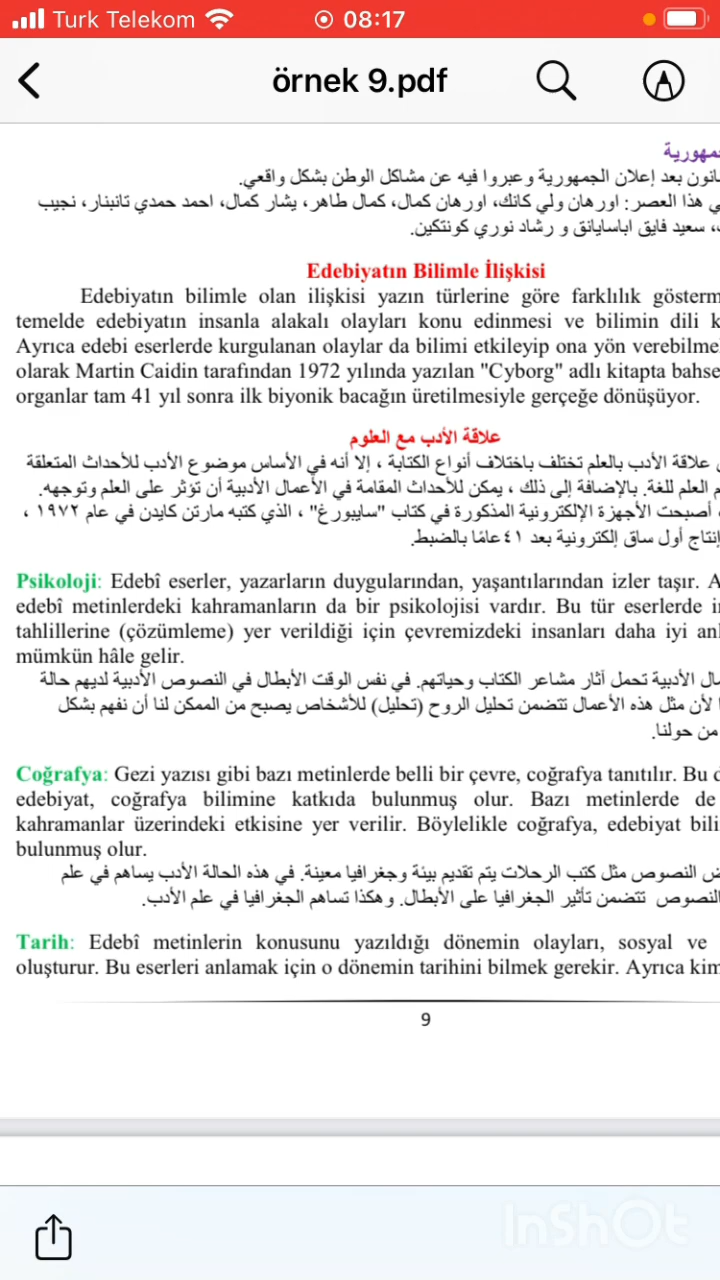 Turk Telekom 08:17
örnek 9.pdf
بعد إعلان الجمهورية وعبروا فيه عن مشاكل الوطن بشكل واقعي.
هذا العصر: اورهان ولي كانك، اورهان كمال، كمال طاهر، يشار كمال، احمد حمدي تانبنار، نجيب
سعيد فايق اباسايانق و رشاد نوري كونتكين.
Edebiyatın Bilimle İlişkisi
Edebiyatın bilimle olan ilişkisi yazın türlerine göre farklılık
temelde edebiyatın insanla alakalı olayları konu edinmesi ve bilimin dili
Ayrıca edebi eserlerde kurgulanan olaylar da bilimi etkileyip ona yön
olarak Martin Caidin tarafından 1972 yılında yazılan "Cyborg" adlı kitapta
organlar tam 41 yıl sonra ilk biyonik bacağın üretilmesiyle gerçeğe dönüşüyor.
علاقة الأدب مع العلوم
علاقة الأدب بالعلم تختلف باختلاف أنواع الكتابة ، إلا أنه في الأساس موضوع الأدب للأحداث المتعلقة
العلم للغة. بالإضافة إلى ذلك ، يمكن للأحداث المقامة في الأعمال الأدبية أن تؤثر على العلم وتوجهه.
أصبحت الأجهزة الإلكترونية المذكورة في كتاب "سايبورغ" ، الذي كتبه مارتن كايدن في عام ١٩٧٢ ،
إنتاج أول ساق إلكترونية بعد ٤١ عامًا بالضبط.
Psikoloji: Edebî eserler, yazarların duygularından, yaşantılarından izler taşır.
edebî metinlerdeki kahramanların da bir psikolojisi vardır. Bu tür eserlerde
tahlillerine (çözümleme) yer verildiği için çevremizdeki insanları daha iyi
mümkün hâle gelir.
الأدبية تحمل آثار مشاعر الكتاب وحياتهم. في نفس الوقت الأبطال في النصوص الأدبية لديهم حالة
لأن مثل هذه الأعمال تتضمن تحليل الروح (تحليل) للأشخاص يصبح من الممكن لنا أن نفهم بشكل
من حولنا.
Coğrafya: Gezi yazısı gibi bazı metinlerde belli bir çevre, coğrafya tanıtılır. Bu
edebiyat, coğrafya bilimine katkıda bulunmuş olur. Bazı metinlerde de
kahramanlar üzerindeki etkisine yer verilir. Böylelikle coğrafya, edebiyat
bulunmuş olur.
النصوص مثل كتب الرحلات يتم تقديم بيئة وجغرافيا معينة. في هذه الحالة الأدب يساهم في علم
النصوص تتضمن تأثير الجغرافيا على الأبطال. وهكذا تساهم الجغرافيا في علم الأدب.
Tarih: Edebî metinlerin konusunu yazıldığı dönemin olayları, sosyal ve
oluşturur. Bu eserleri anlamak için o dönemin tarihini bilmek gerekir. Ayrıca
9
InShOt